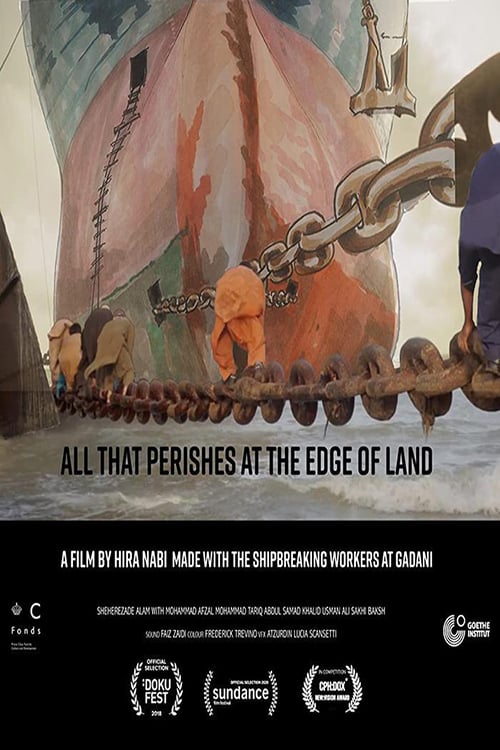 ALL THAT PERISHES AT THE EDGE OF LAND
A FILM BY HIRA NABI MADE WITH THE SHIPBREAKING WORKERS AT GADANI
SHEHEREZADE ALAM WITH MOHAMMAD AFZAL MOHAMMAD TARIQ ABDUL SAMAD KHALID USMAN ALI SAKHI BAKSH
SOUND FAIZ ZAIDI COLOUR FREDERICK TREVINO VFX ATZURDIN LUCIA SCANSETTI
C
Fonds
GOETHE
INSTITUT
OFFICIAL
SELECTION
:DOKU
FEST
2018
OFFICIAL SELECTION 2020
sundance
film festival
IN COMPETITION
CPH:DOX
NEW:VISION AWARD